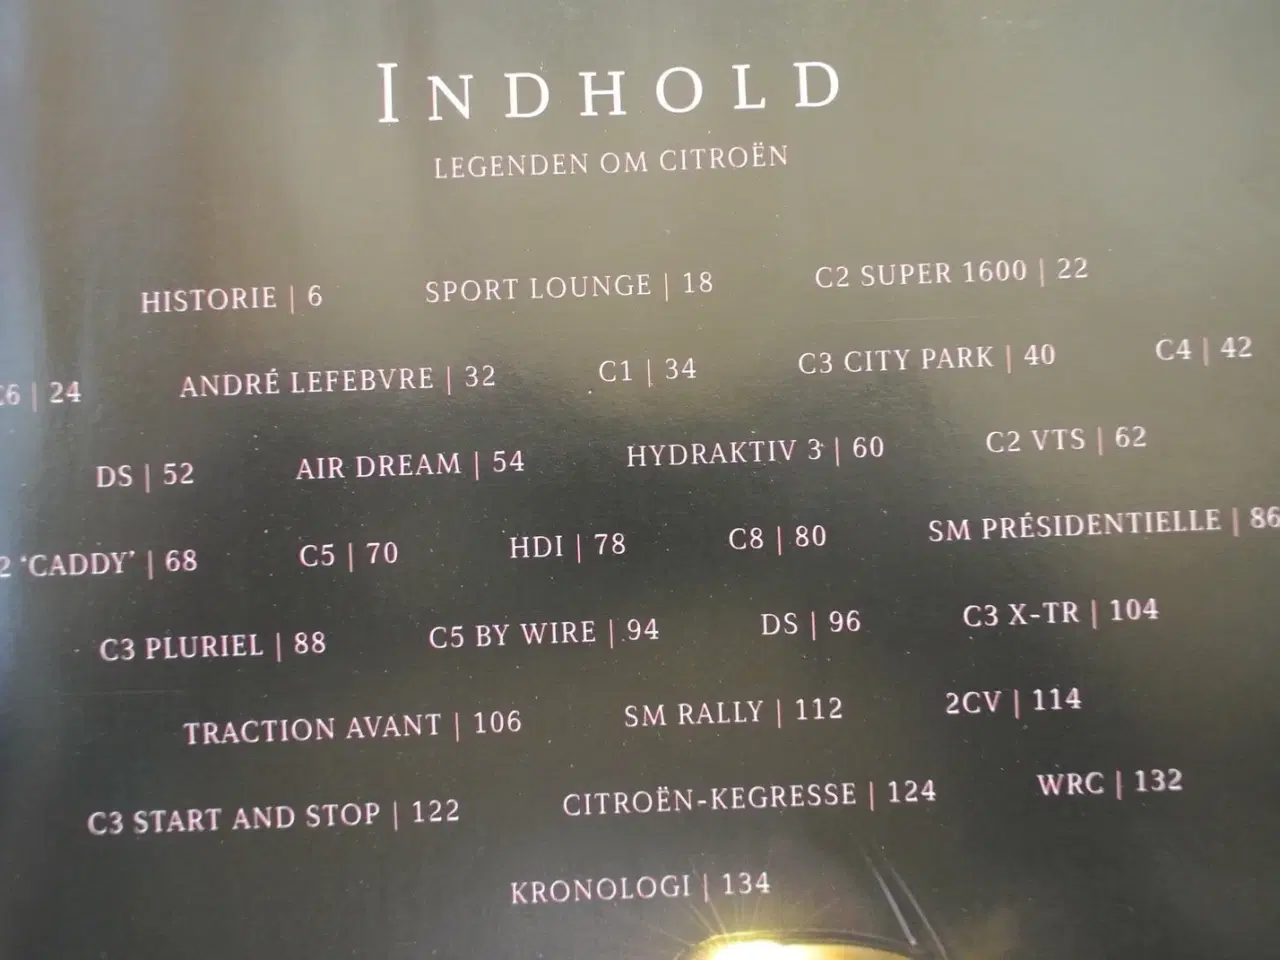 INDHOLD
LEGENDEN OM CITROËN
HISTORIE | 6 SPORT LOUNGE | 18 C2 SUPER 1600 | 22
C6 | 24 ANDRÉ LEFEBVRE | 32 C1 | 34 C3 CITY PARK | 40 C4 | 42
DS | 52 AIR DREAM | 54 HYDRAKTIV 3 | 60 C2 VTS | 62
2 ‘CADDY’ | 68 C5 | 70 HDI | 78 C8 | 80 SM PRÉSIDENTIELLE | 86
C3 PLURIEL | 88 C5 BY WIRE | 94 DS | 96 C3 X-TR | 104
TRACTION AVANT | 106 SM RALLY | 112 2CV | 114
C3 START AND STOP | 122 CITROËN-KEGRESSE | 124 WRC | 132
KRONOLOGI | 134